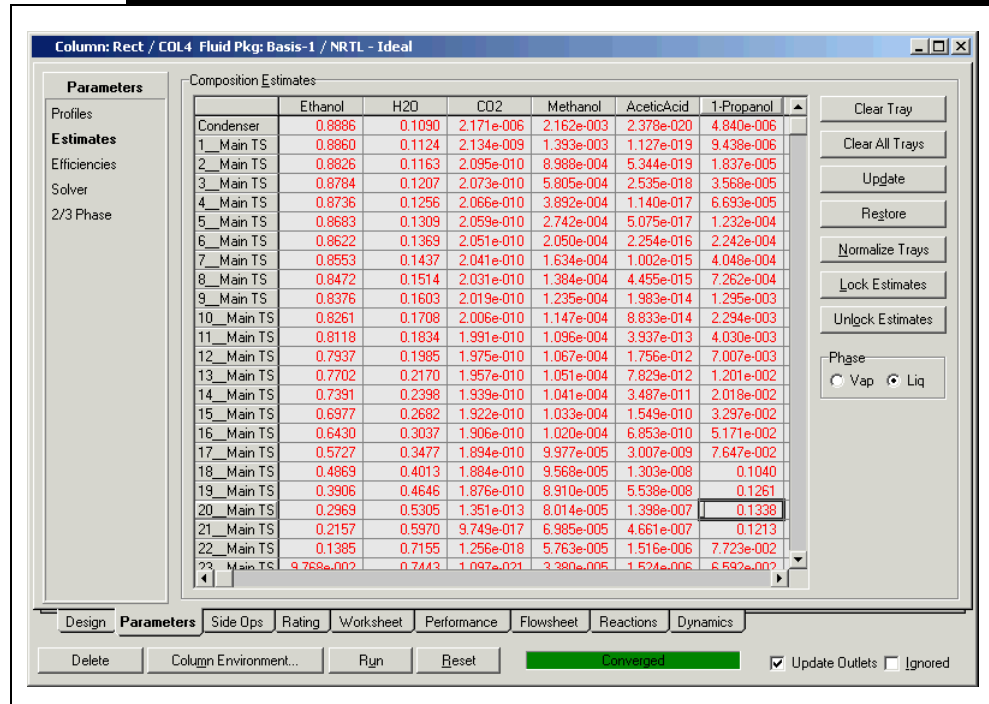 Column: Rect / COL4 Fluid Pkg: Basis-1 / NRTL - Ideal
Parameters
Profiles
Estimates
Efficiencies
Solver
2/3 Phase
Composition Estimates
Ethanol H2O CO2 Methanol AceticAcid 1-Propanol
Condenser 0.8886 0.1090 2.171e-006 2.162e-003 2.378e-020 4.840e-006
1__Main TS 0.8860 0.1124 2.134e-009 1.393e-003 1.127e-019 9.438e-006
2__Main TS 0.8826 0.1163 2.095e-010 8.988e-004 5.344e-019 1.837e-005
3__Main TS 0.8784 0.1207 2.073e-010 5.805e-004 2.535e-018 3.568e-005
4__Main TS 0.8736 0.1256 2.066e-010 3.892e-004 1.140e-017 6.693e-005
5__Main TS 0.8683 0.1309 2.059e-010 2.742e-004 5.075e-017 1.232e-004
6__Main TS 0.8622 0.1369 2.051e-010 2.050e-004 2.254e-016 2.242e-004
7__Main TS 0.8553 0.1437 2.041e-010 1.634e-004 1.002e-015 4.048e-004
8__Main TS 0.8472 0.1514 2.031e-010 1.384e-004 4.455e-015 7.262e-004
9__Main TS 0.8376 0.1603 2.019e-010 1.235e-004 1.983e-014 1.295e-003
10__Main TS 0.8261 0.1708 2.006e-010 1.147e-004 8.833e-014 2.294e-003
11__Main TS 0.8118 0.1834 1.991e-010 1.096e-004 3.937e-013 4.030e-003
12__Main TS 0.7937 0.1985 1.975e-010 1.067e-004 1.756e-012 7.007e-003
13__Main TS 0.7702 0.2170 1.957e-010 1.051e-004 7.829e-012 1.201e-002
14__Main TS 0.7391 0.2398 1.939e-010 1.041e-004 3.487e-011 2.018e-002
15__Main TS 0.6977 0.2682 1.922e-010 1.033e-004 1.549e-010 3.297e-002
16__Main TS 0.6430 0.3037 1.906e-010 1.020e-004 6.853e-010 5.171e-002
17__Main TS 0.5727 0.3477 1.894e-010 9.977e-005 3.007e-009 7.647e-002
18__Main TS 0.4869 0.4013 1.884e-010 9.568e-005 1.303e-008 0.1040
19__Main TS 0.3906 0.4646 1.876e-010 8.910e-005 5.538e-008 0.1261
20__Main TS 0.2969 0.5305 1.351e-013 8.014e-005 1.398e-007 0.1338
21__Main TS 0.2157 0.5970 9.749e-017 6.985e-005 4.661e-007 0.1213
22__Main TS 0.1385 0.7155 1.256e-018 5.763e-005 1.516e-006 7.723e-002
23__Main TS 9.768e-002 0.7443 1.097e-021 3.380e-005 1.524e-006 6.592e-002
Clear Tray
Clear All Trays
Update
Restore
Normalize Trays
Lock Estimates
Unlock Estimates
Phase
Vap Liq
Design Parameters Side Ops Rating Worksheet Performance Flowsheet Reactions Dynamics
Delete Column Environment... Run Reset Converged Update Outlets Ignored